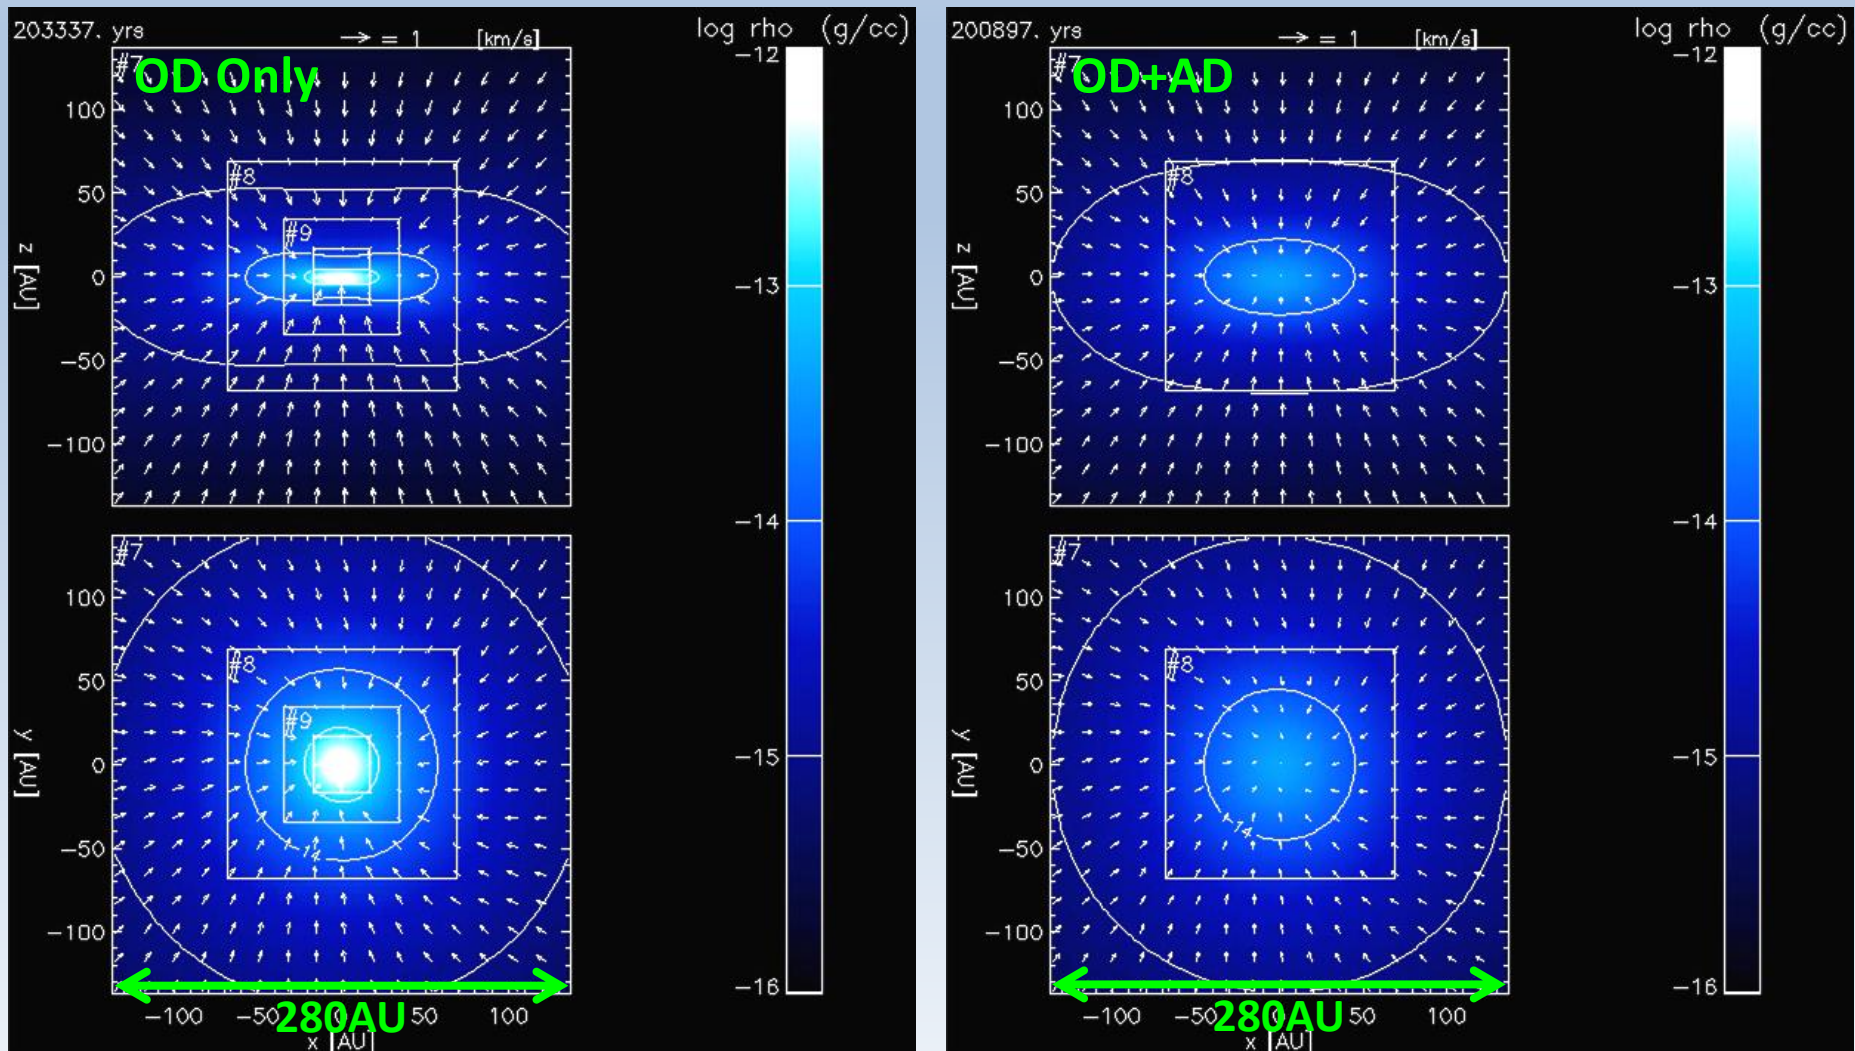 203337. yrs
→ = 1 [km/s]
log rho (g/cc)
OD Only
#7
#8
#9
100
50
0
−50
−100
z [AU]
−12
−13
−14
−15
−16
#7
#8
#9
−14
100
50
0
−50
−100
y [AU]
280AU
−100 −50 50 100
x [AU]
200897. yrs
→ = 1 [km/s]
log rho (g/cc)
OD+AD
#7
#8
100
50
0
−50
−100
z [AU]
−12
−13
−14
−15
−16
#7
#8
−14
100
50
0
−50
−100
y [AU]
280AU
−100 −50 0 50 100
x [AU]